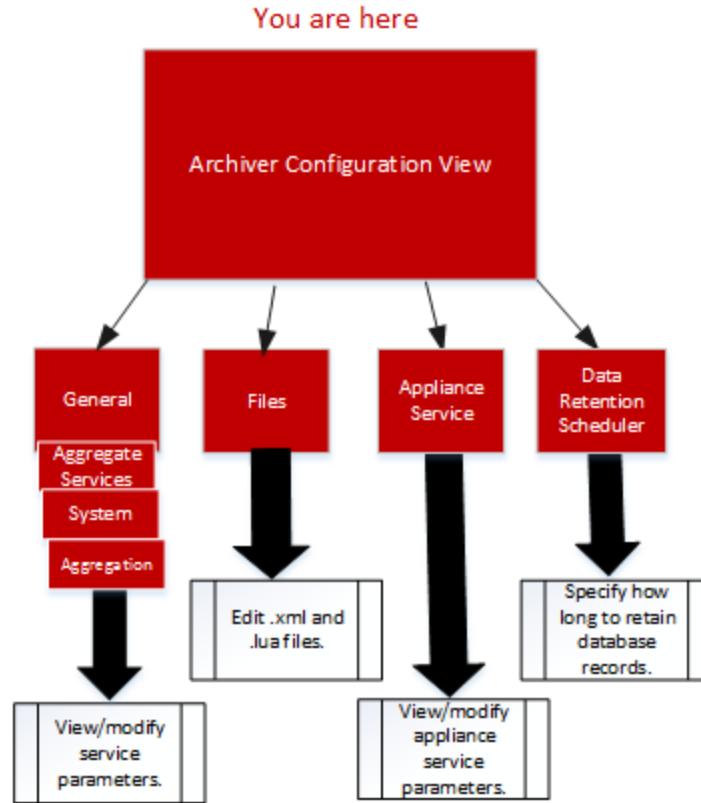 You are here
Archiver Configuration View
General
Files
Appliance
Service
Data
Retention
Scheduler
Aggregate
Services
System
Aggregation
Edit .xml and
.lua files.
Specify how
long to retain
database
records.
View/modify
service
parameters.
View/modify
appliance
service
parameters.